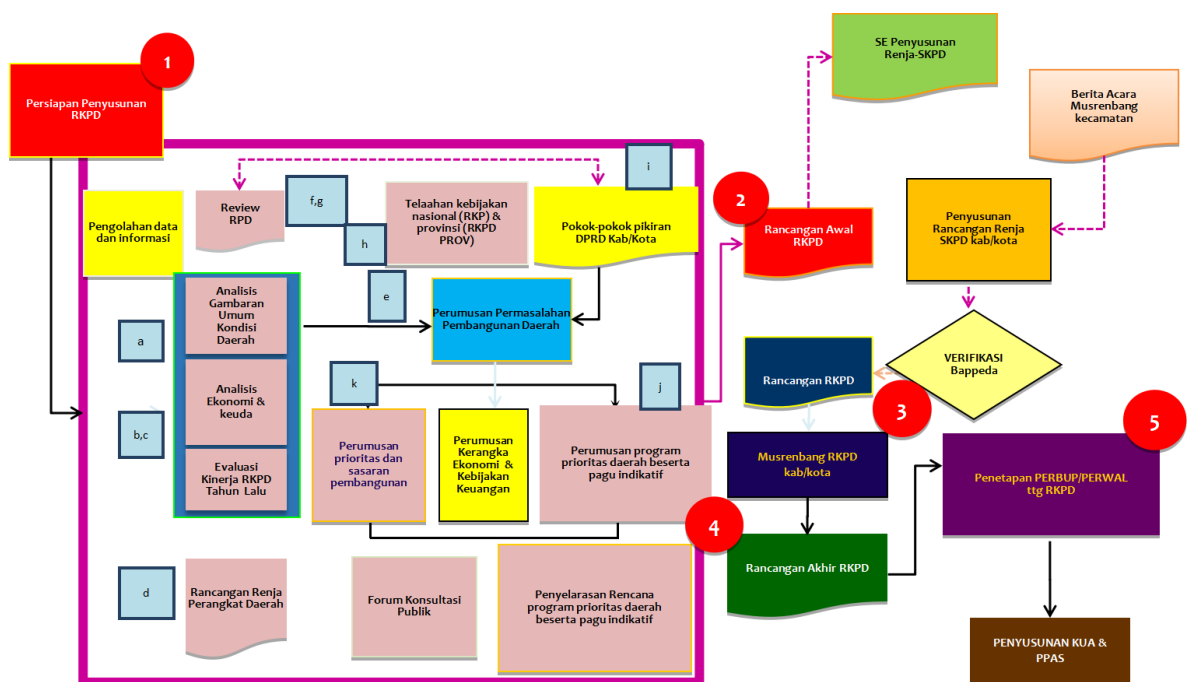 1
Persiapan Penyusunan
RKPD
SE Penyusunan
Renja-SKPD
Berita Acara
Musrenbang
kecamatan
Pengolahan data
dan informasi
Review
RPD
f,g
h
Telaahan kebijakan
nasional (RKP) &
provinsi (RKPD
PROV)
i
Pokok-pokok pikiran
DPRD Kab/Kota
2
Rancangan Awal
RKPD
Penyusunan
Rancangan Renja
SKPD kab/kota
a
b,c
Analisis
Gambaran
Umum
Kondisi
Daerah
Analisis
Ekonomi &
keuda
Evaluasi
Kinerja RKPD
Tahun Lalu
e
Perumusan Permasalahan
Pembangunan Daerah
k
j
Perumusan
prioritas dan
sasaran
pembangunan
Perumusan
Kerangka
Ekonomi &
Kebijakan
Keuangan
Perumusan program
prioritas daerah beserta
pagu indikatif
VERIFIKASI
Bappeda
Rancangan RKPD
3
Musrenbang RKPD
kab/kota
5
Penetapan PERBUP/PERWAL
ttg RKPD
4
Rancangan Akhir RKPD
d
Rancangan Renja
Perangkat Daerah
Forum Konsultasi
Publik
Penyelarasan Rencana
program prioritas daerah
beserta pagu indikatif
PENYUSUNAN KUA &
PPAS